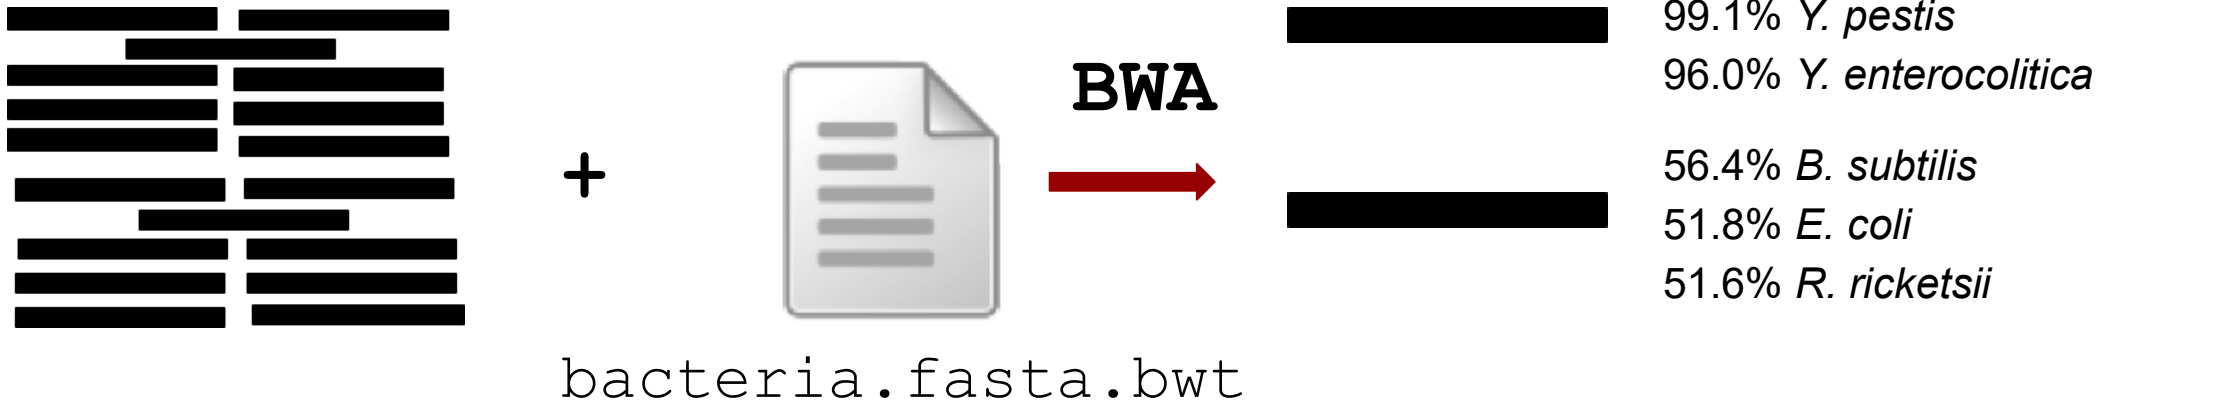 99.1% Y. pestis
BWA
96.0% Y. enterocolitica
+
56.4% B. subtilis
51.8% E. coli
51.6% R. ricketsii
bacteria.fasta.bwt